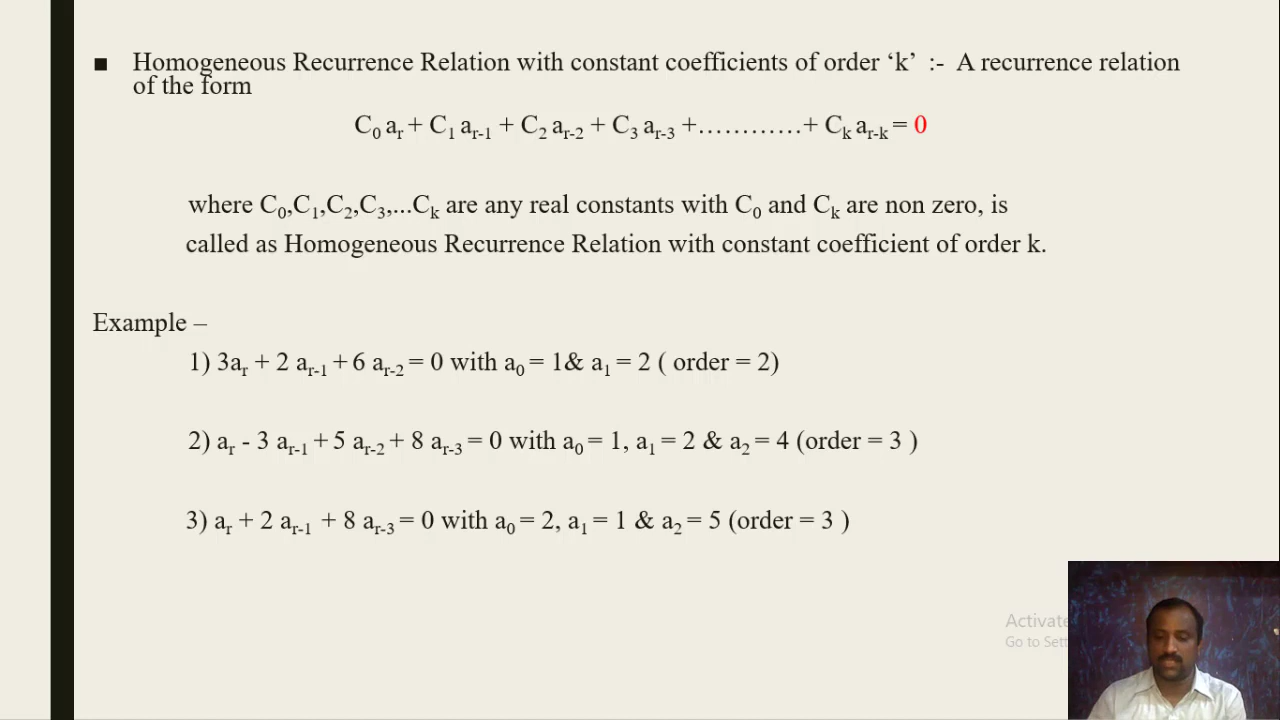 ■ Homogeneous Recurrence Relation with constant coefficients of order ‘k’ :- A recurrence relation
of the form
C₀ aᵣ + C₁ aᵣ₋₁ + C₂ aᵣ₋₂ + C₃ aᵣ₋₃ +…………+ Cₖ aᵣ₋ₖ = 0
where C₀,C₁,C₂,C₃,...Cₖ are any real constants with C₀ and Cₖ are non zero, is
called as Homogeneous Recurrence Relation with constant coefficient of order k.
Example –
1) 3aᵣ + 2 aᵣ₋₁ + 6 aᵣ₋₂ = 0 with a₀ = 1& a₁ = 2 ( order = 2)
2) aᵣ - 3 aᵣ₋₁ + 5 aᵣ₋₂ + 8 aᵣ₋₃ = 0 with a₀ = 1, a₁ = 2 & a₂ = 4 (order = 3 )
3) aᵣ + 2 aᵣ₋₁ + 8 aᵣ₋₃ = 0 with a₀ = 2, a₁ = 1 & a₂ = 5 (order = 3 )
Activate
Go to Sett